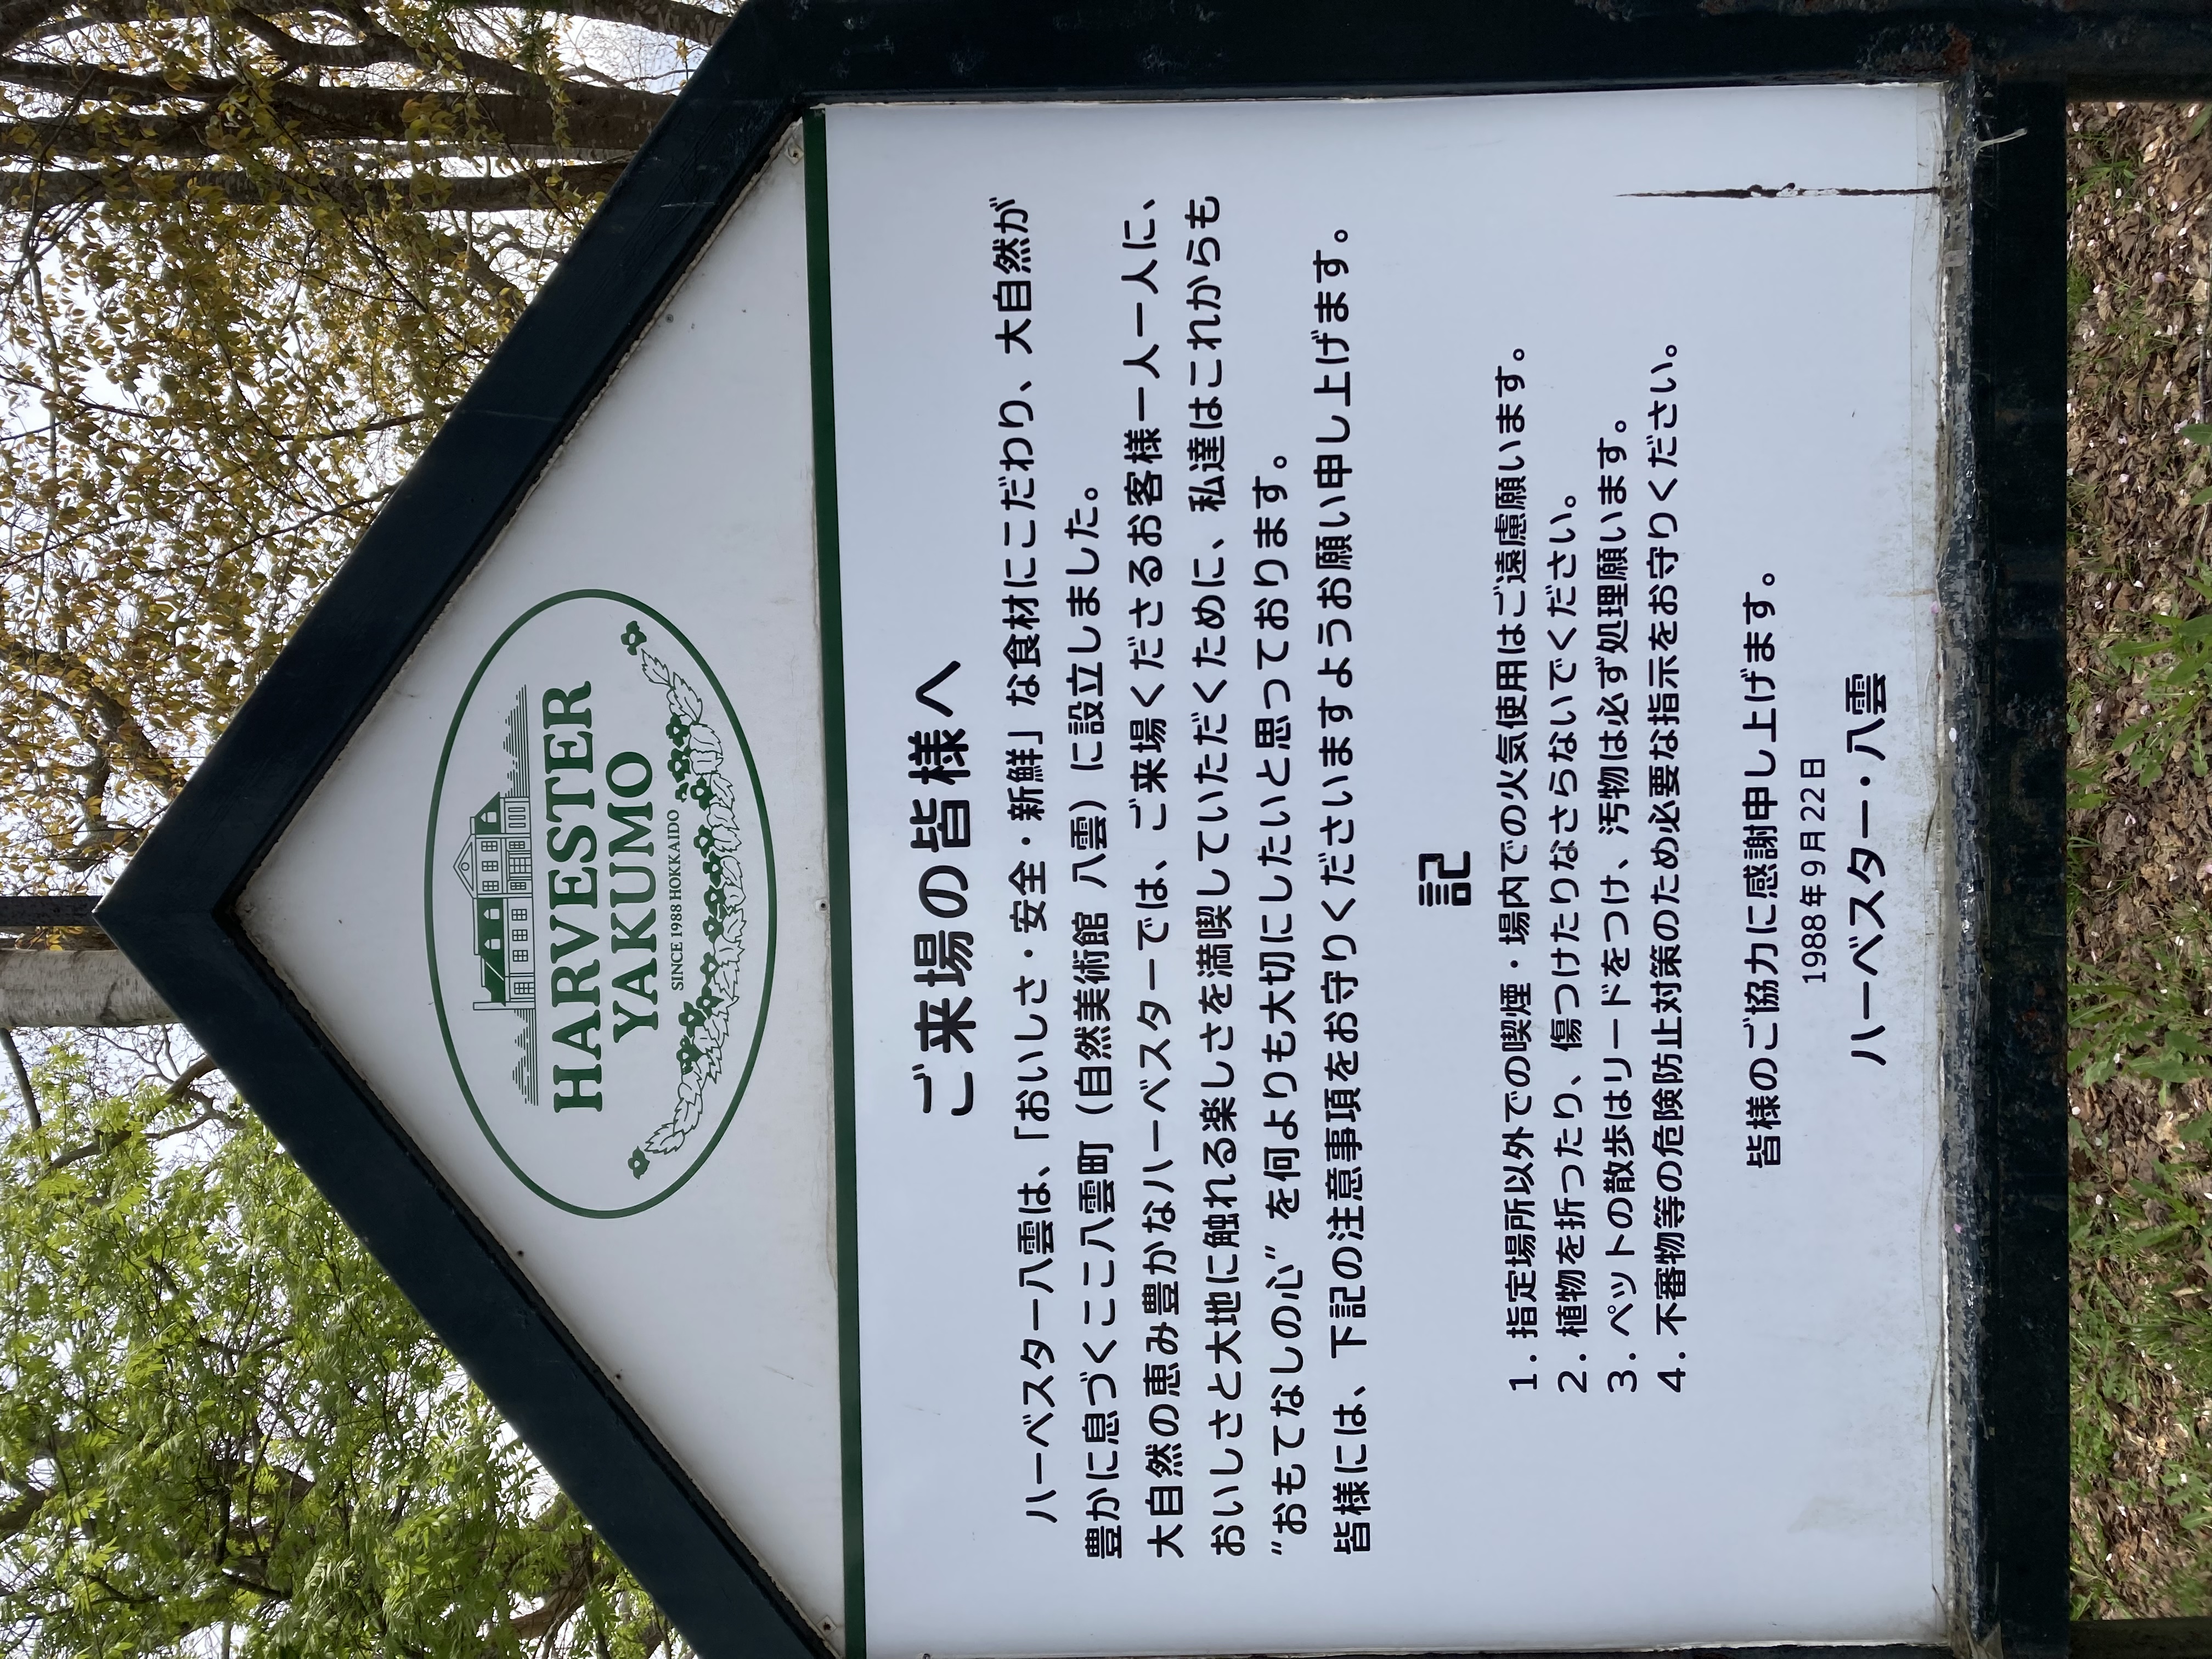 HARVESTER
YAKUMO
SINCE 1988 HOKKAIDO
ご来場の皆様へ
ハーベスター八雲は、「おいしさ・安全・新鮮」な食材にこだわり、大自然が
豊かに息づくここ八雲町(自然美術館 八雲)に設立しました。
大自然の恵み豊かなハーベスターでは、ご来場くださるお客様一人一人に、
おいしさと大地に触れる楽しさを満喫していただくために、私達はこれからも
“おもてなしの心”を何よりも大切にしたいと思っております。
皆様には、下記の注意事項をお守りくださいますようお願い申し上げます。
記
1. 指定場所以外での喫煙・場内での火気使用はご遠慮願います。
2. 植物を折ったり、傷つけたりなさらないでください。
3. ペットの散歩はリードをつけ、汚物は必ず処理願います。
4. 不審物等の危険防止対策のため必要な指示をお守りください。
皆様のご協力に感謝申し上げます。
1988年9月22日
ハーベスター・八雲